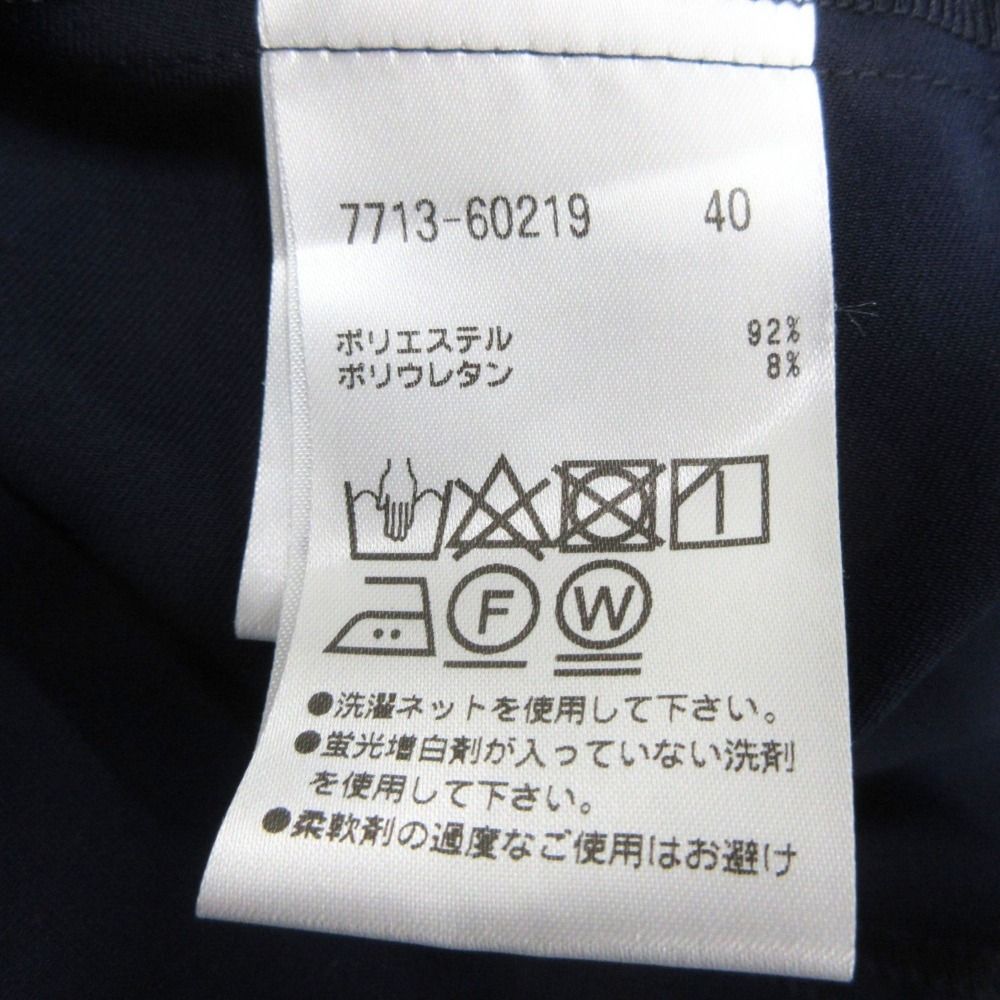 7713-60219 40
ポリエステル 92%
ポリウレタン 8%
F W
●洗濯ネットを使用して下さい。
●蛍光増白剤が入っていない洗剤
を使用して下さい。
●柔軟剤の過度なご使用はお避け